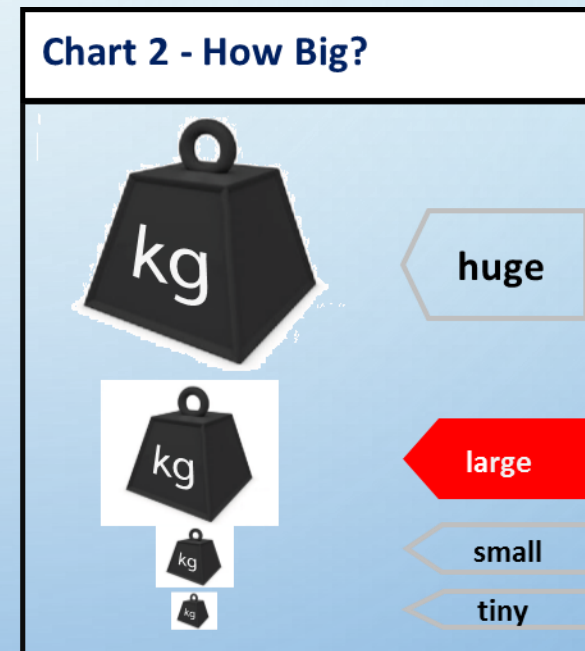 Chart 2 - How Big?
kg
huge
kg
large
kg
small
kg
tiny